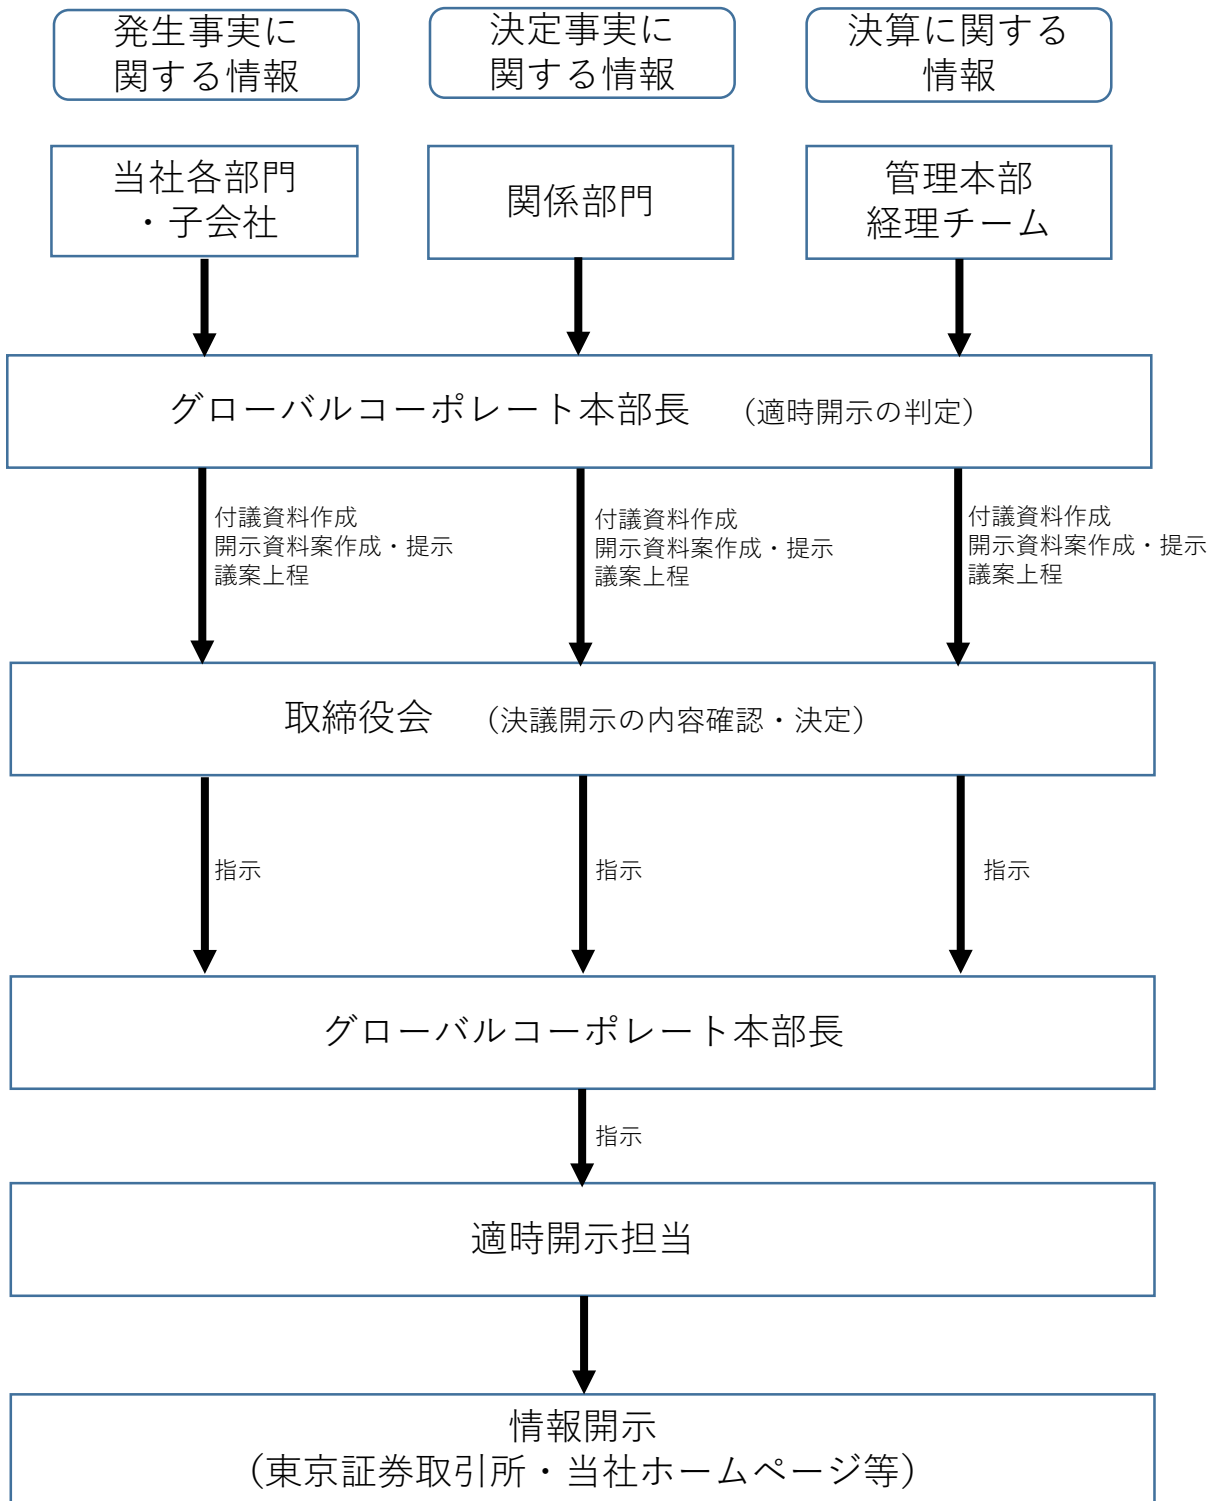 発生事実に
関する情報
決定事実に
関する情報
決算に関する
情報
当社各部門
・子会社
関係部門
管理本部
経理チーム
グローバルコーポレート本部長 （適時開示の判定）
付議資料作成
開示資料案作成・提示
議案上程
付議資料作成
開示資料案作成・提示
議案上程
付議資料作成
開示資料案作成・提示
議案上程
取締役会 （決議開示の内容確認・決定）
指示
指示
指示
グローバルコーポレート本部長
指示
適時開示担当
情報開示
（東京証券取引所・当社ホームページ等）